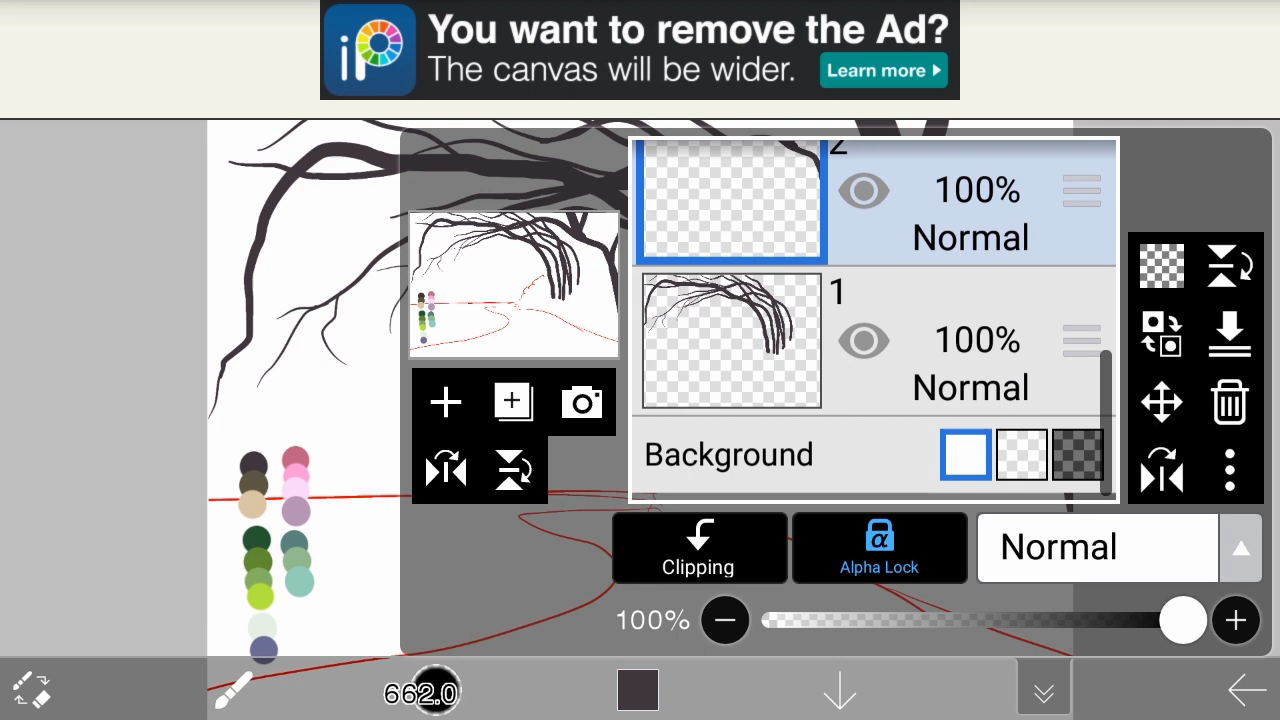 iP
You want to remove the Ad?
The canvas will be wider.
Learn more
2
100%
Normal
1
100%
Normal
Background
Clipping
α
Alpha Lock
Normal
100%
662.0